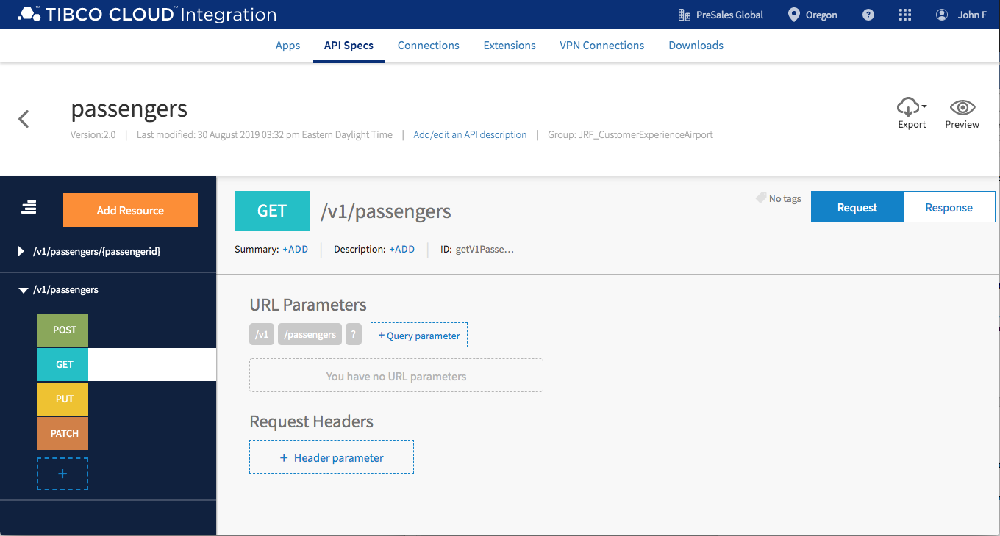 TIBCO CLOUD™ Integration
PreSales Global
Oregon
?
John F
Apps
API Specs
Connections
Extensions
VPN Connections
Downloads
passengers
Version:2.0 | Last modified: 30 August 2019 03:32 pm Eastern Daylight Time | Add/edit an API description | Group: JRF_CustomerExperienceAirport
Export
Preview
Add Resource
/v1/passengers/{passengerid}
/v1/passengers
POST
GET
PUT
PATCH
+
GET
/v1/passengers
No tags
Request
Response
Summary: +ADD
Description: +ADD
ID: getV1Passe...
URL Parameters
/v1 /passengers ? + Query parameter
You have no URL parameters
Request Headers
+ Header parameter